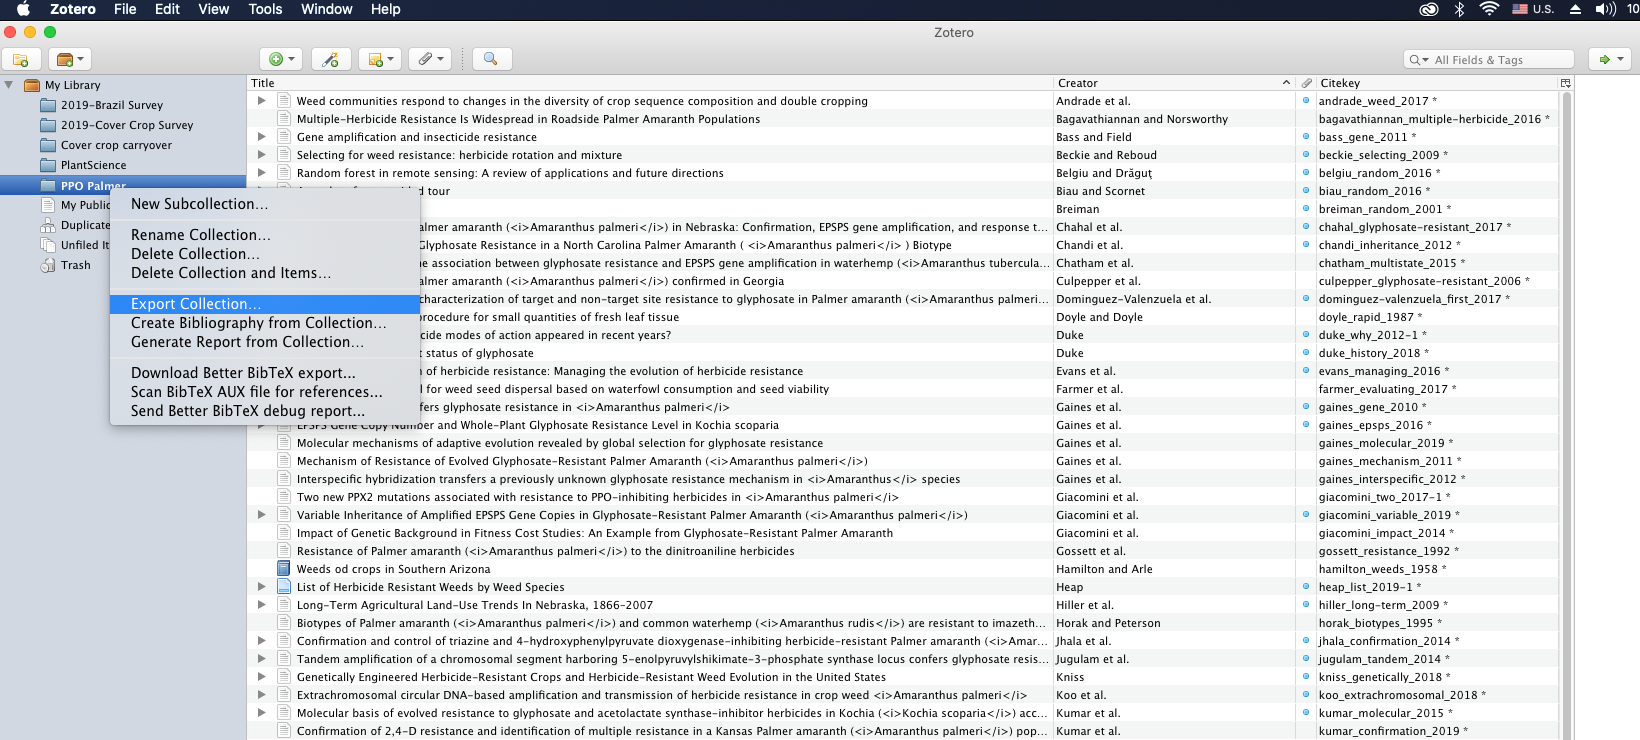 Zotero File Edit View Tools Window Help U.S. 10
Zotero
All Fields & Tags
My Library
2019-Brazil Survey
2019-Cover Crop Survey
Cover crop carryover
PlantScience
PPO Palmer
My Public
Duplicate
Unfiled It
Trash
New Subcollection...
Rename Collection...
Delete Collection...
Delete Collection and Items...
Export Collection...
Create Bibliography from Collection...
Generate Report from Collection...
Download Better BibTeX export...
Scan BibTeX AUX file for references...
Send Better BibTeX debug report...
Title Creator Citekey
Weed communities respond to changes in the diversity of crop sequence composition and double cropping Andrade et al. andrade_weed_2017 *
Multiple-Herbicide Resistance Is Widespread in Roadside Palmer Amaranth Populations Bagavathiannan and Norsworthy bagavathiannan_multiple-herbicide_2016 *
Gene amplification and insecticide resistance Bass and Field bass_gene_2011 *
Selecting for weed resistance: herbicide rotation and mixture Beckie and Reboud beckie_selecting_2009 *
Random forest in remote sensing: A review of applications and future directions Belgiu and Drăguţ belgiu_random_2016 *
tour Biau and Scornet biau_random_2016 *
Breiman breiman_random_2001 *
lmer amaranth (<i>Amaranthus palmeri</i>) in Nebraska: Confirmation, EPSPS gene amplification, and response t... Chahal et al. chahal_glyphosate-resistant_2017 *
Glyphosate Resistance in a North Carolina Palmer Amaranth ( <i>Amaranthus palmeri</i> ) Biotype Chandi et al. chandi_inheritance_2012 *
e association between glyphosate resistance and EPSPS gene amplification in waterhemp (<i>Amaranthus tubercula... Chatham et al. chatham_multistate_2015 *
lmer amaranth (<i>Amaranthus palmeri</i>) confirmed in Georgia Culpepper et al. culpepper_glyphosate-resistant_2006 *
characterization of target and non-target site resistance to glyphosate in Palmer amaranth (<i>Amaranthus palmeri... Dominguez-Valenzuela et al. dominguez-valenzuela_first_2017 *
rocedure for small quantities of fresh leaf tissue Doyle and Doyle doyle_rapid_1987 *
cide modes of action appeared in recent years? Duke duke_why_2012-1 *
t status of glyphosate Duke duke_history_2018 *
n of herbicide resistance: Managing the evolution of herbicide resistance Evans et al. evans_managing_2016 *
l for weed seed dispersal based on waterfowl consumption and seed viability Farmer et al. farmer_evaluating_2017 *
fers glyphosate resistance in <i>Amaranthus palmeri</i> Gaines et al. gaines_gene_2010 *
EPSPS Gene Copy Number and Whole-Plant Glyphosate Resistance Level in Kochia scoparia Gaines et al. gaines_epsps_2016 *
Molecular mechanisms of adaptive evolution revealed by global selection for glyphosate resistance Gaines et al. gaines_molecular_2019 *
Mechanism of Resistance of Evolved Glyphosate-Resistant Palmer Amaranth (<i>Amaranthus palmeri</i>) Gaines et al. gaines_mechanism_2011 *
Interspecific hybridization transfers a previously unknown glyphosate resistance mechanism in <i>Amaranthus</i> species Gaines et al. gaines_interspecific_2012 *
Two new PPX2 mutations associated with resistance to PPO-inhibiting herbicides in <i>Amaranthus palmeri</i> Giacomini et al. giacomini_two_2017-1 *
Variable Inheritance of Amplified EPSPS Gene Copies in Glyphosate-Resistant Palmer Amaranth (<i>Amaranthus palmeri</i>) Giacomini et al. giacomini_variable_2019 *
Impact of Genetic Background in Fitness Cost Studies: An Example from Glyphosate-Resistant Palmer Amaranth Giacomini et al. giacomini_impact_2014 *
Resistance of Palmer amaranth (<i>Amaranthus palmeri</i>) to the dinitroaniline herbicides Gossett et al. gossett_resistance_1992 *
Weeds od crops in Southern Arizona Hamilton and Arle hamilton_weeds_1958 *
List of Herbicide Resistant Weeds by Weed Species Heap heap_list_2019-1 *
Long-Term Agricultural Land-Use Trends In Nebraska, 1866-2007 Hiller et al. hiller_long-term_2009 *
Biotypes of Palmer amaranth (<i>Amaranthus palmeri</i>) and common waterhemp (<i>Amaranthus rudis</i>) are resistant to imazeth... Horak and Peterson horak_biotypes_1995 *
Confirmation and control of triazine and 4-hydroxyphenylpyruvate dioxygenase-inhibiting herbicide-resistant Palmer amaranth (<i>Amar... Jhala et al. jhala_confirmation_2014 *
Tandem amplification of a chromosomal segment harboring 5-enolpyruvylshikimate-3-phosphate synthase locus confers glyphosate resis... Jugulam et al. jugulam_tandem_2014 *
Genetically Engineered Herbicide-Resistant Crops and Herbicide-Resistant Weed Evolution in the United States Kniss kniss_genetically_2018 *
Extrachromosomal circular DNA-based amplification and transmission of herbicide resistance in crop weed <i>Amaranthus palmeri</i> Koo et al. koo_extrachromosomal_2018 *
Molecular basis of evolved resistance to glyphosate and acetolactate synthase-inhibitor herbicides in Kochia (<i>Kochia scoparia</i>) acc... Kumar et al. kumar_molecular_2015 *
Confirmation of 2,4-D resistance and identification of multiple resistance in a Kansas Palmer amaranth (<i>Amaranthus palmeri</i>) pop... Kumar et al. kumar_confirmation_2019 *